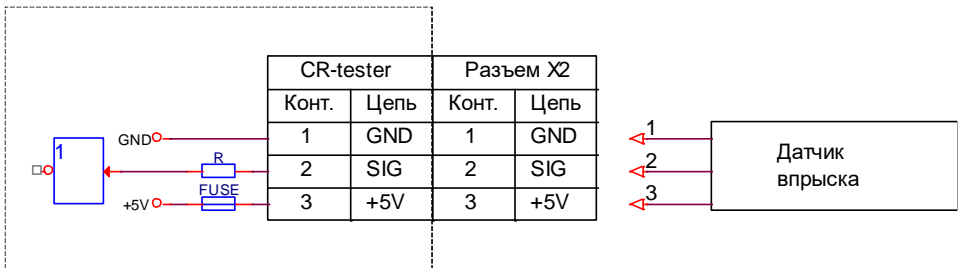 CR-tester Разъем X2
Конт. Цепь Конт. Цепь
GND 1 GND 1 GND 1
1 R 2 SIG 2 SIG 2
FUSE
+5V 3 +5V 3 +5V 3
Датчик
впрыска